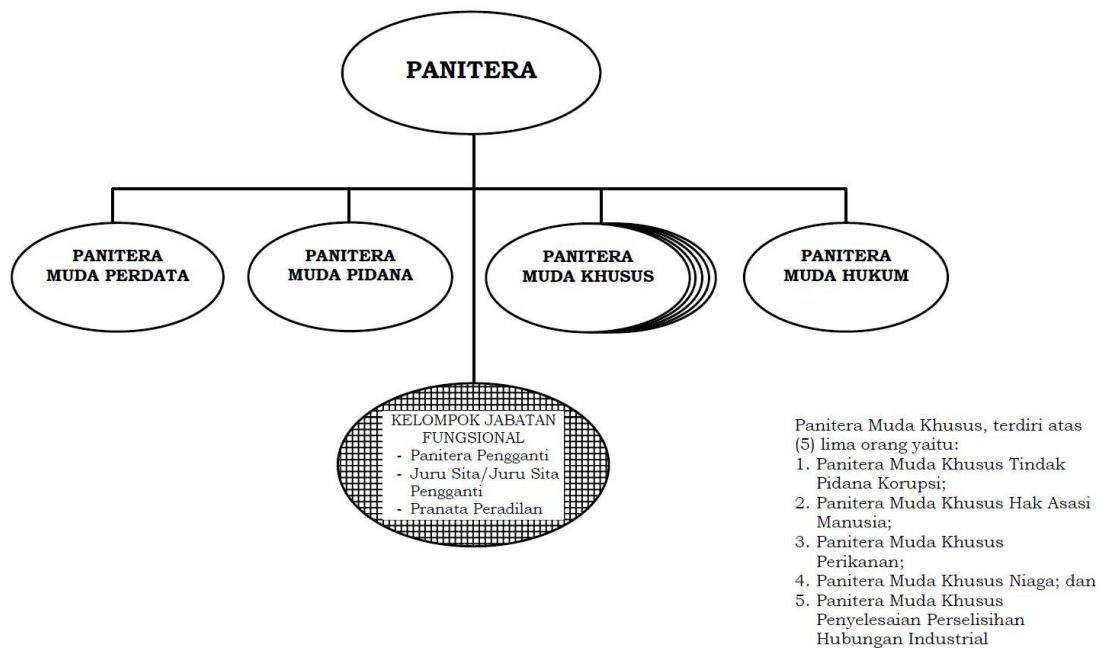 PANITERA
PANITERA
MUDA PERDATA
PANITERA
MUDA PIDANA
PANITERA
MUDA KHUSUS
PANITERA
MUDA HUKUM
KELOMPOK JABATAN
FUNGSIONAL
- Panitera Pengganti
- Juru Sita/Juru Sita
Pengganti
- Pranata Peradilan
Panitera Muda Khusus, terdiri atas
(5) lima orang yaitu:
1. Panitera Muda Khusus Tindak
Pidana Korupsi;
2. Panitera Muda Khusus Hak Asasi
Manusia;
3. Panitera Muda Khusus
Perikanan;
4. Panitera Muda Khusus Niaga; dan
5. Panitera Muda Khusus
Penyelesaian Perselisihan
Hubungan Industrial